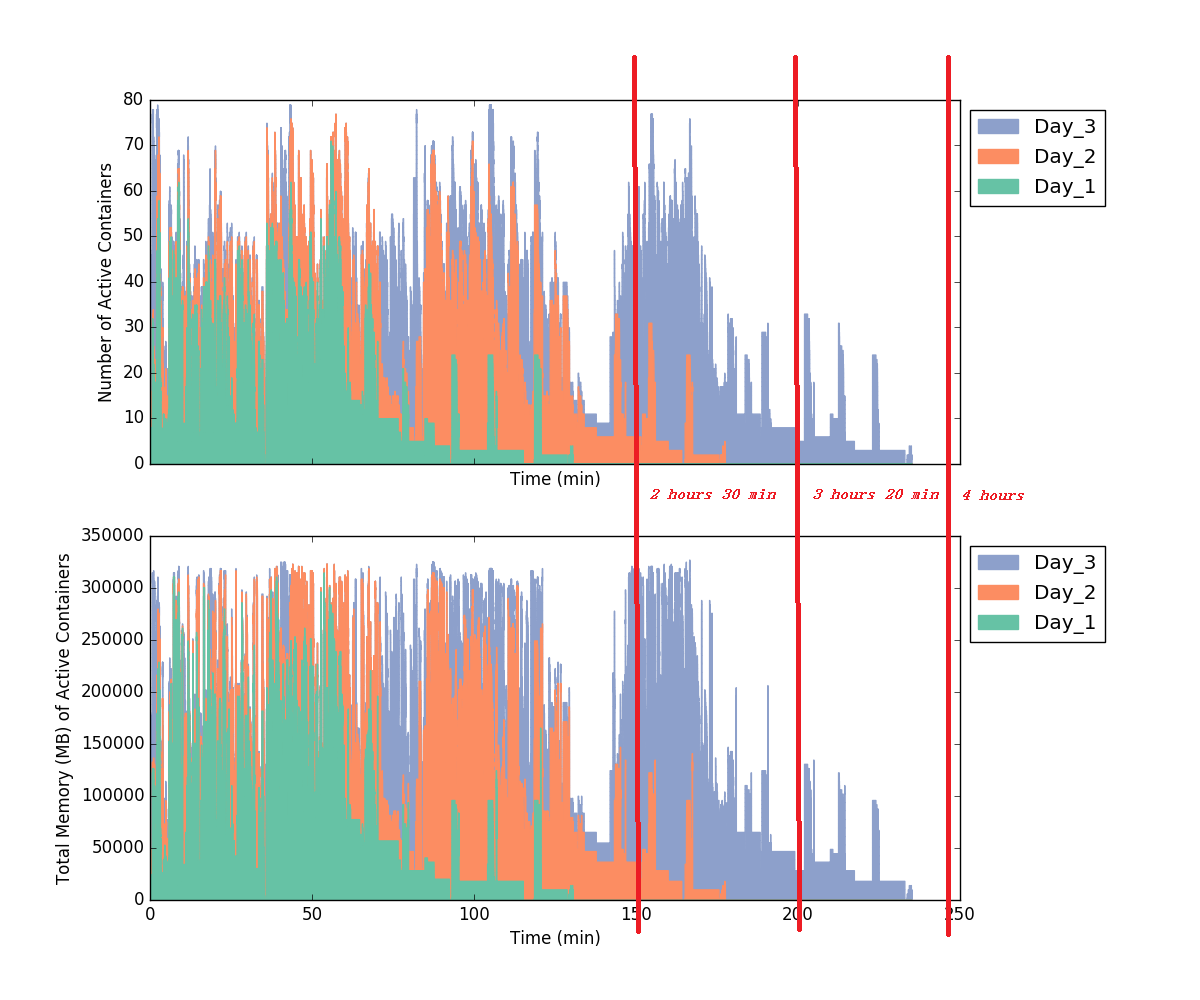 80
70
60
50
40
30
20
10
0
Number of Active Containers
Time (min)
Day_3
Day_2
Day_1
2 hours 30 min 3 hours 20 min 4 hours
350000
300000
250000
200000
150000
100000
50000
0
Total Memory (MB) of Active Containers
Day_3
Day_2
Day_1
0 50 100 150 200 250
Time (min)